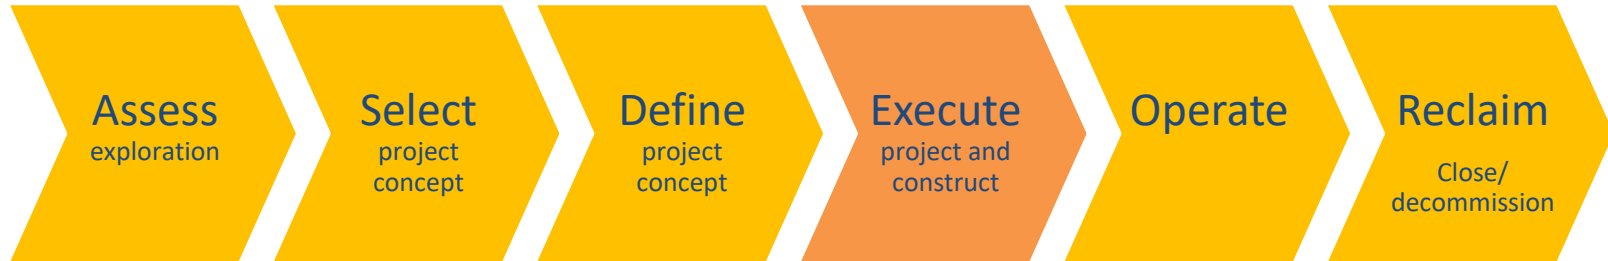 Assess
exploration
Select
project
concept
Define
project
concept
Execute
project and
construct
Operate
Reclaim
Close/
decommission